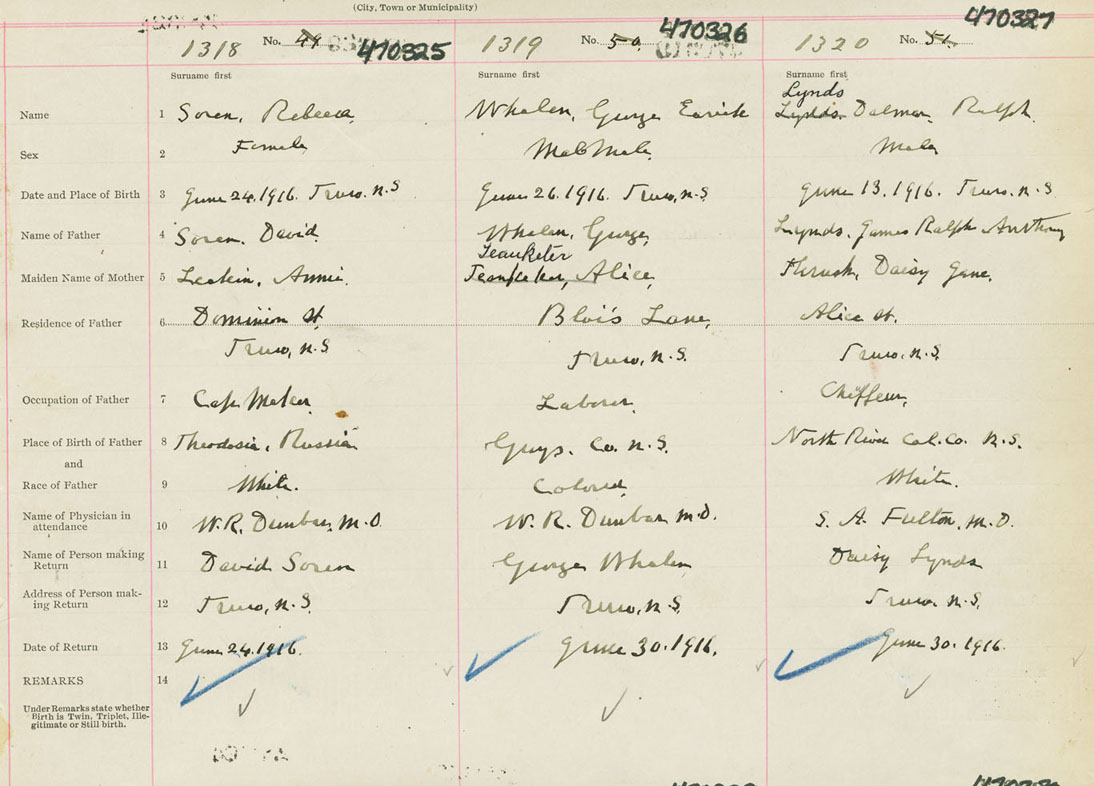 (City, Town or Municipality)
1318 No. 49 470325 1319 No. 50 470326 1320 No. 51 470327
Surname first Surname first Surname first
Lynds
Name 1 Soren, Rebecca Whalen, George Lynds Dalmer, Ralph
Sex 2 Female Male Male
Date and Place of Birth 3 June 24.1916. Truro. N.S June 26.1916. Truro, N.S June 13.1916. Truro. N.S
Name of Father 4 Soren, David Whalen, George Lynds, James Ralph Anthony
Teauketer
Maiden Name of Mother 5 Annie Alice Thrush, Daisy Jane
Residence of Father 6 Dominion St. Blois Lane, Alice St.
Truro, N.S Truro, N.S. Truro, N.S.
Occupation of Father 7 Cap Maker Laborer Chiffeur,
Place of Birth of Father 8 Theodosia, Russia Guys. Co. N.S. North River Col. Co. N.S.
and
Race of Father 9 White. Colored White.
Name of Physician in
attendance 10 W.R. Dunbar, M.D. W. R. Dunbar M.D. S. A. Fulton, M.D.
Name of Person making
Return 11 David Soren George Whalen Daisy Lynds
Address of Person mak-
ing Return 12 Truro, N.S. Truro, N.S. Truro. N.S.
Date of Return 13 June 24.1916. June 30.1916. June 30.1916.
REMARKS 14
Under Remarks state whether
Birth is Twin, Triplet, Ille-
gitimate or Still birth.